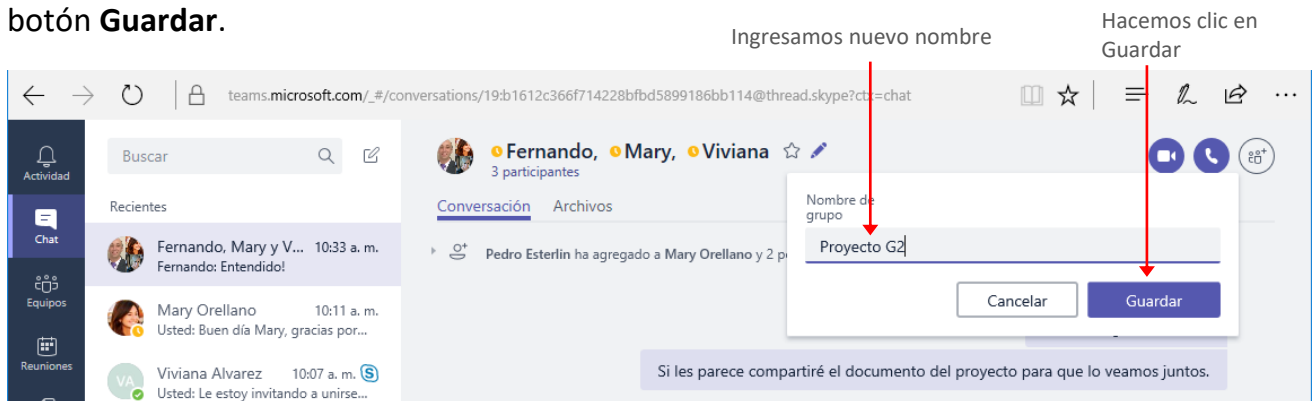 botón Guardar.
Ingresamos nuevo nombre
Hacemos clic en
Guardar
teams.microsoft.com/_#/conversations/19:b1612c366f714228bfbd5899186bb114@thread.skype?ctx=chat
Actividad
Chat
Equipos
Reuniones
Buscar
Recientes
Fernando, Mary y V... 10:33 a. m.
Fernando: Entendido!
Mary Orellano 10:11 a. m.
Usted: Buen día Mary, gracias por...
VA
Viviana Alvarez 10:07 a. m.
Usted: Le estoy invitando a unirse...
Fernando, Mary, Viviana
3 participantes
Conversación Archivos
Pedro Esterlin ha agregado a Mary Orellano y 2 p
Nombre de
grupo
Proyecto G2
Cancelar Guardar
Si les parece compartiré el documento del proyecto para que lo veamos juntos.